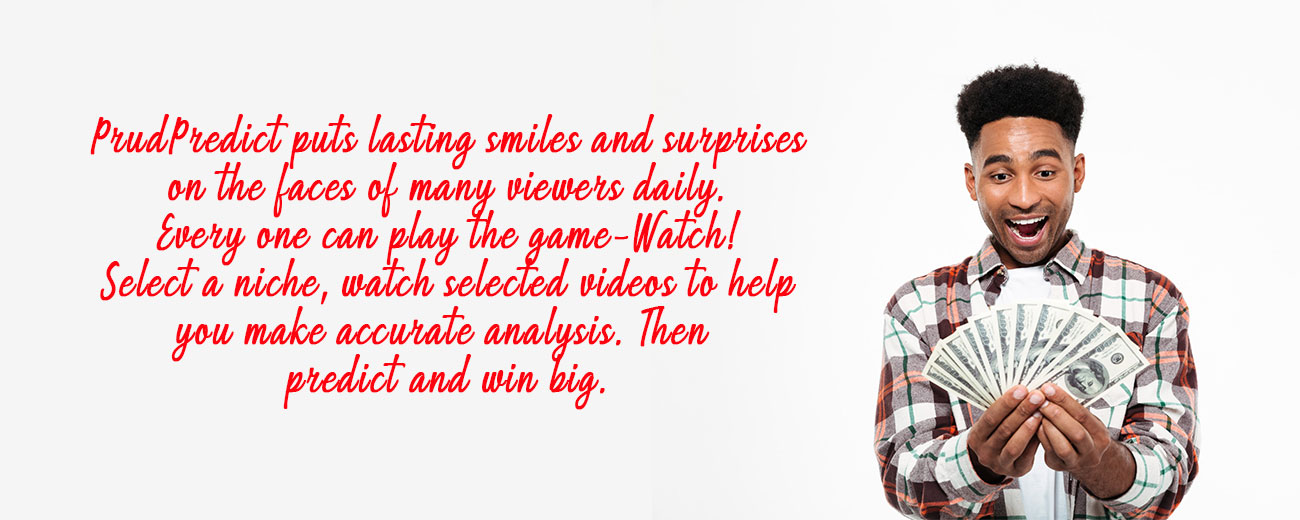 PrudPredict puts lasting smiles and surprises
on the faces of many viewers daily.
Every one can play the game-Watch!
Select a niche, watch selected videos to help
you make accurate analysis. Then
predict and win big.